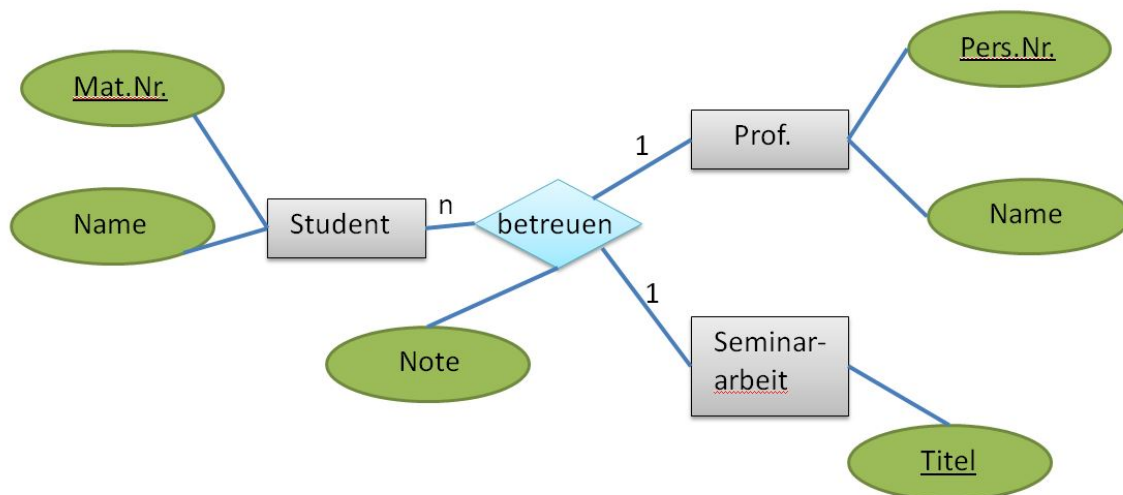 Pers.Nr.
Mat.Nr.
Prof.
1
n
Name
Student
betreuen
Name
1
Seminar-
arbeit
Note
Titel